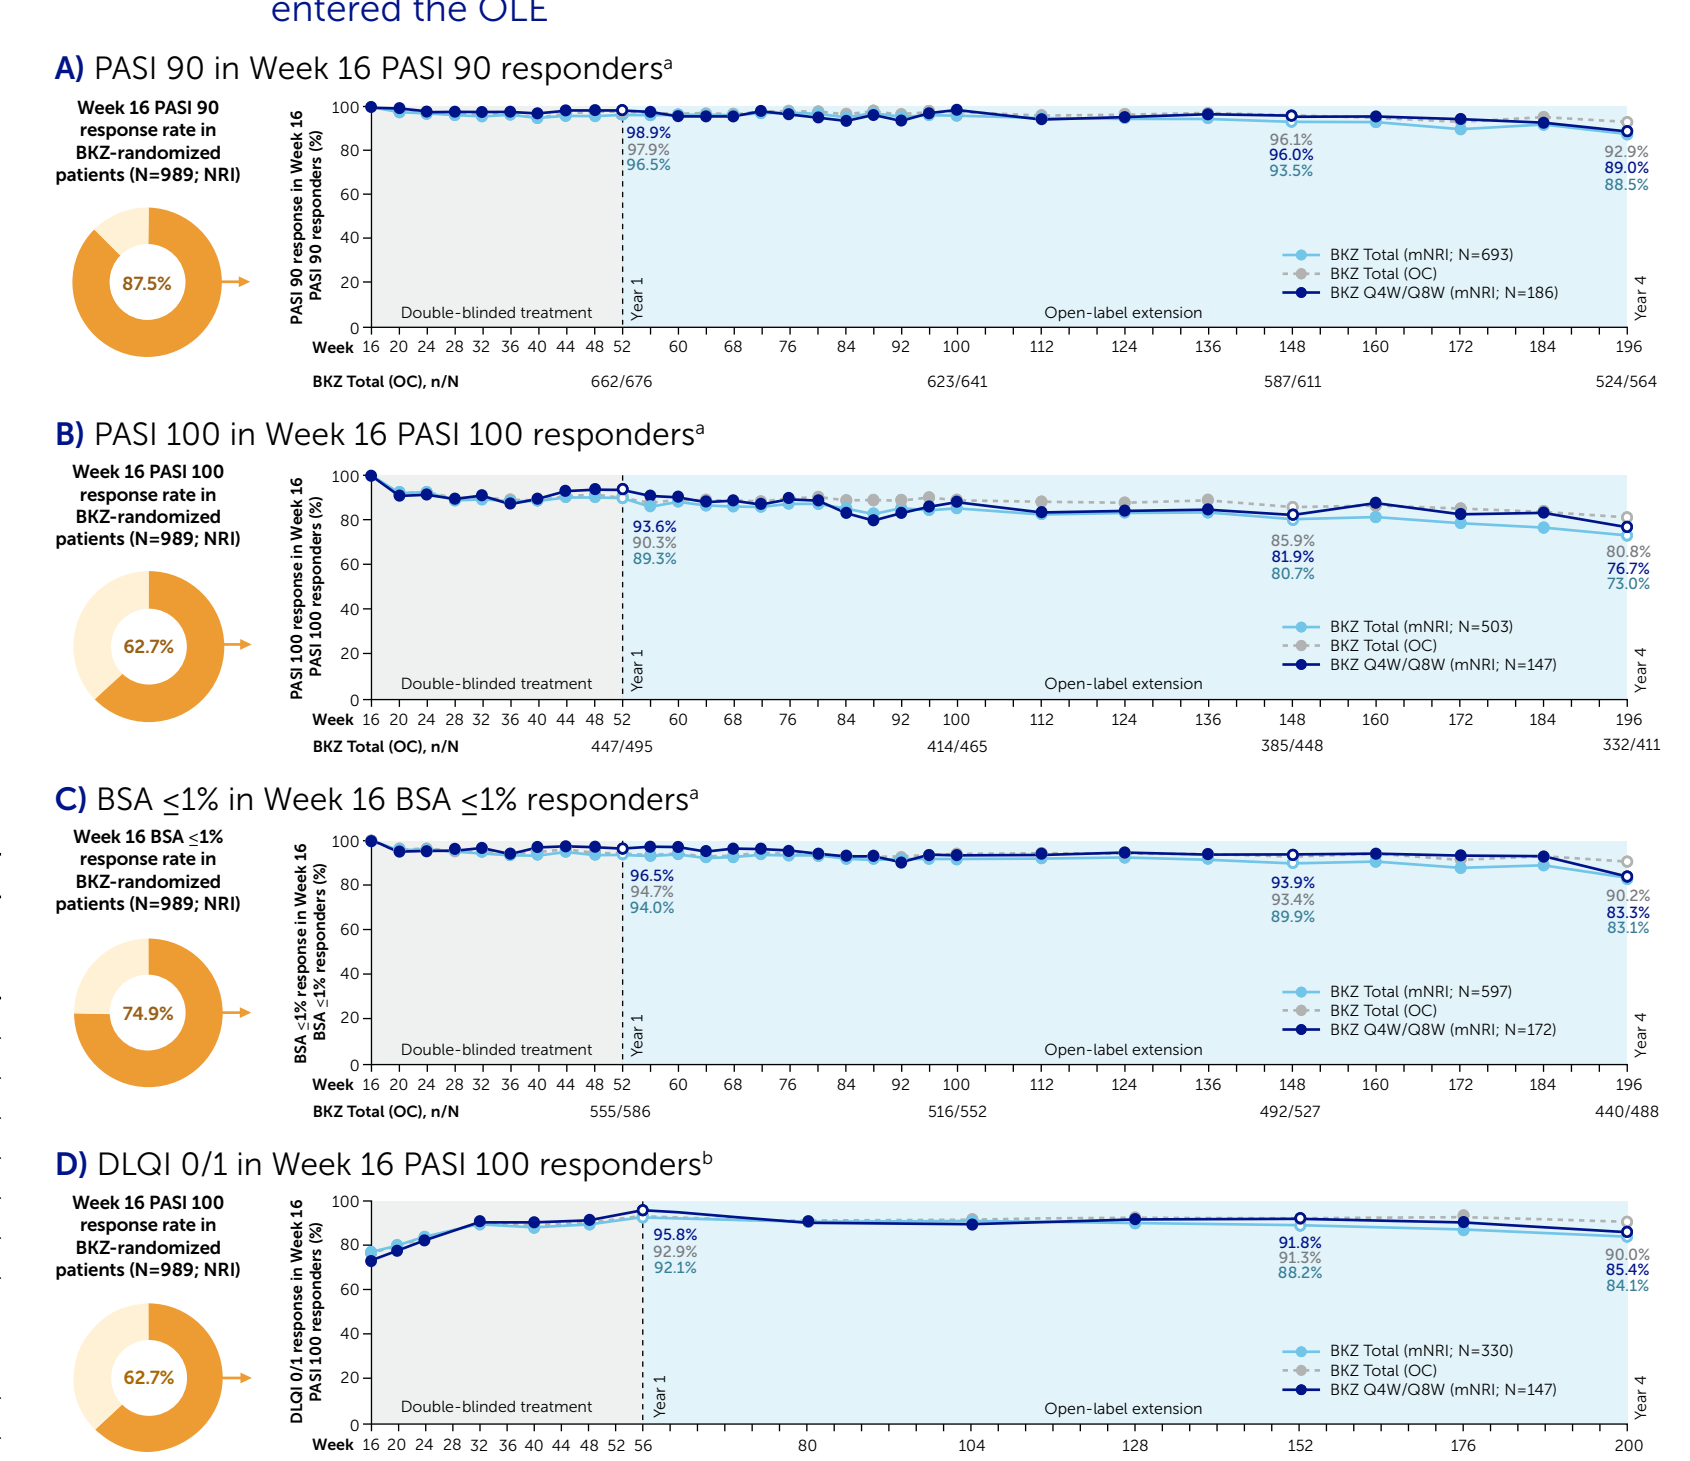 entered the OLE
A) PASI 90 in Week 16 PASI 90 respondersᵃ
Week 16 PASI 90
response rate in
BKZ-randomized
patients (N=989; NRI)
87.5%
PASI 90 response in Week 16
PASI 90 responders (%)
100
80
60
40
20
0
98.9%
97.9%
96.5%
96.1%
96.0%
93.5%
92.9%
89.0%
88.5%
BKZ Total (mNRI; N=693)
BKZ Total (OC)
BKZ Q4W/Q8W (mNRI; N=186)
Double-blinded treatment
Year 1
Open-label extension
Year 4
Week 16 20 24 28 32 36 40 44 48 52 60 68 76 84 92 100 112 124 136 148 160 172 184 196
BKZ Total (OC), n/N 662/676 623/641 587/611 524/564
B) PASI 100 in Week 16 PASI 100 respondersᵃ
Week 16 PASI 100
response rate in
BKZ-randomized
patients (N=989; NRI)
62.7%
PASI 100 response in Week 16
PASI 100 responders (%)
100
80
60
40
20
0
93.6%
90.3%
89.3%
85.9%
81.9%
80.7%
80.8%
76.7%
73.0%
BKZ Total (mNRI; N=503)
BKZ Total (OC)
BKZ Q4W/Q8W (mNRI; N=147)
Double-blinded treatment
Year 1
Open-label extension
Year 4
Week 16 20 24 28 32 36 40 44 48 52 60 68 76 84 92 100 112 124 136 148 160 172 184 196
BKZ Total (OC), n/N 447/495 414/465 385/448 332/411
C) BSA ≤1% in Week 16 BSA ≤1% respondersᵃ
Week 16 BSA ≤1%
response rate in
BKZ-randomized
patients (N=989; NRI)
74.9%
BSA ≤1% response in Week 16
BSA ≤1% responders (%)
100
80
60
40
20
0
96.5%
94.7%
94.0%
93.9%
93.4%
89.9%
90.2%
83.3%
83.1%
BKZ Total (mNRI; N=597)
BKZ Total (OC)
BKZ Q4W/Q8W (mNRI; N=172)
Double-blinded treatment
Year 1
Open-label extension
Year 4
Week 16 20 24 28 32 36 40 44 48 52 60 68 76 84 92 100 112 124 136 148 160 172 184 196
BKZ Total (OC), n/N 555/586 516/552 492/527 440/488
D) DLQI 0/1 in Week 16 PASI 100 respondersᵇ
Week 16 PASI 100
response rate in
BKZ-randomized
patients (N=989; NRI)
62.7%
DLQI 0/1 response in Week 16
PASI 100 responders (%)
100
80
60
40
20
0
95.8%
92.9%
92.1%
91.8%
91.3%
88.2%
90.0%
85.4%
84.1%
BKZ Total (mNRI; N=330)
BKZ Total (OC)
BKZ Q4W/Q8W (mNRI; N=147)
Double-blinded treatment
Year 1
Open-label extension
Year 4
Week 16 20 24 28 32 36 40 44 48 52 56 80 104 128 152 176 200